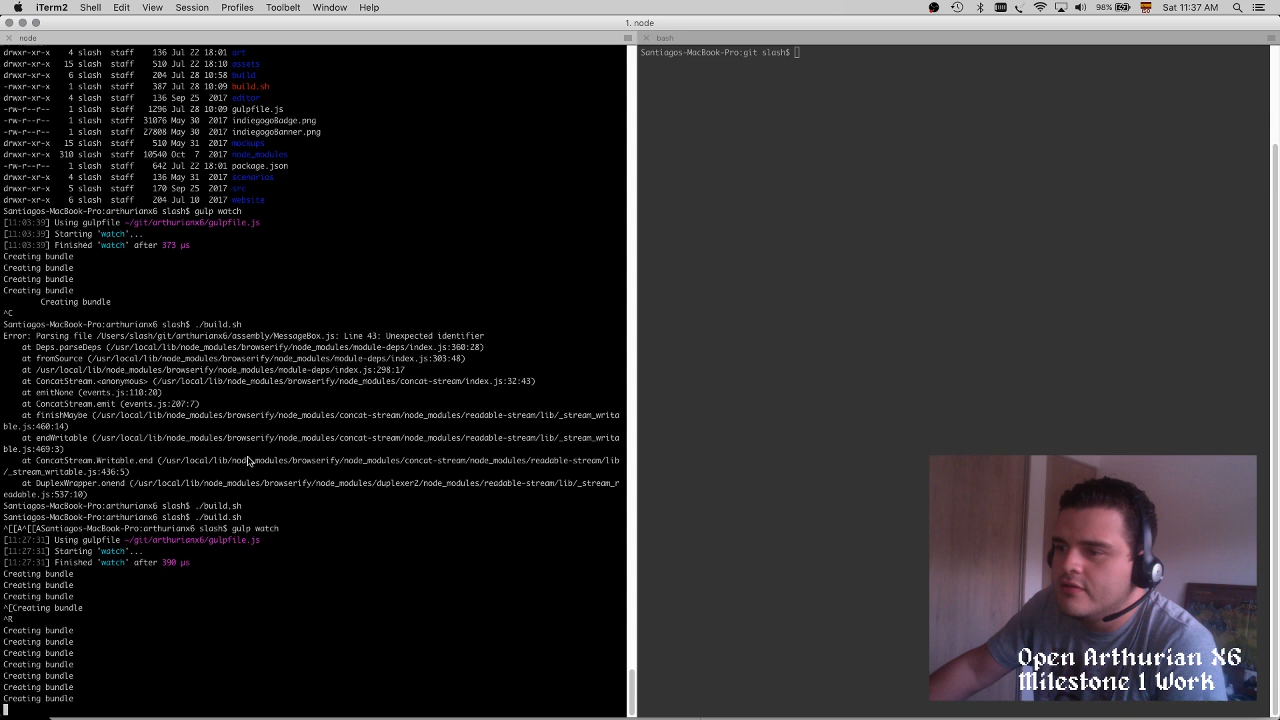 iTerm2 Shell Edit View Session Profiles Toolbelt Window Help
98% Sat 11:37 AM
1. node
node
bash
drwxr-xr-x 4 slash staff 136 Jul 22 18:01 art
drwxr-xr-x 15 slash staff 510 Jul 22 18:10 assets
drwxr-xr-x 6 slash staff 204 Jul 28 10:58 build
-rwxr-xr-x 1 slash staff 387 Jul 28 10:09 build.sh
drwxr-xr-x 4 slash staff 136 Sep 25 2017 editor
-rw-r--r-- 1 slash staff 1296 Jul 28 10:09 gulpfile.js
-rw-r--r-- 1 slash staff 31076 May 30 2017 indiegogoBadge.png
-rw-r--r-- 1 slash staff 27808 May 30 2017 indiegogoBanner.png
drwxr-xr-x 15 slash staff 510 May 31 2017 mockups
drwxr-xr-x 310 slash staff 10540 Oct 7 2017 node_modules
-rw-r--r-- 1 slash staff 642 Jul 22 18:01 package.json
drwxr-xr-x 4 slash staff 136 May 31 2017 scenarios
drwxr-xr-x 5 slash staff 170 Sep 25 2017 src
drwxr-xr-x 6 slash staff 204 Jul 10 2017 website
Santiagos-MacBook-Pro:arthurianx6 slash$ gulp watch
[11:03:39] Using gulpfile ~/git/arthurianx6/gulpfile.js
[11:03:39] Starting 'watch'...
[11:03:39] Finished 'watch' after 373 μs
Creating bundle
Creating bundle
Creating bundle
Creating bundle
Creating bundle
^C
Santiagos-MacBook-Pro:arthurianx6 slash$ ./build.sh
Error: Parsing file /Users/slash/git/arthurianx6/assembly/MessageBox.js: Line 43: Unexpected identifier
at Deps.parseDeps (/usr/local/lib/node_modules/browserify/node_modules/module-deps/index.js:360:28)
at fromSource (/usr/local/lib/node_modules/browserify/node_modules/module-deps/index.js:303:48)
at /usr/local/lib/node_modules/browserify/node_modules/module-deps/index.js:298:17
at ConcatStream.<anonymous> (/usr/local/lib/node_modules/browserify/node_modules/concat-stream/index.js:32:43)
at emitNone (events.js:110:20)
at ConcatStream.emit (events.js:207:7)
at finishMaybe (/usr/local/lib/node_modules/browserify/node_modules/concat-stream/node_modules/readable-stream/lib/_stream_writa
ble.js:460:14)
at endWritable (/usr/local/lib/node_modules/browserify/node_modules/concat-stream/node_modules/readable-stream/lib/_stream_writa
ble.js:469:3)
at ConcatStream.Writable.end (/usr/local/lib/node_modules/browserify/node_modules/concat-stream/node_modules/readable-stream/lib
/_stream_writable.js:436:5)
at DuplexWrapper.onend (/usr/local/lib/node_modules/browserify/node_modules/duplexer2/node_modules/readable-stream/lib/_stream_r
eadable.js:537:10)
Santiagos-MacBook-Pro:arthurianx6 slash$ ./build.sh
Santiagos-MacBook-Pro:arthurianx6 slash$ ./build.sh
^[[A^[[ASantiagos-MacBook-Pro:arthurianx6 slash$ gulp watch
[11:27:31] Using gulpfile ~/git/arthurianx6/gulpfile.js
[11:27:31] Starting 'watch'...
[11:27:31] Finished 'watch' after 390 μs
Creating bundle
Creating bundle
Creating bundle
^[Creating bundle
^R
Creating bundle
Creating bundle
Creating bundle
Creating bundle
Creating bundle
Creating bundle
Creating bundle
Santiagos-MacBook-Pro:git slash$
Open Arthurian X6
Milestone 1 Work